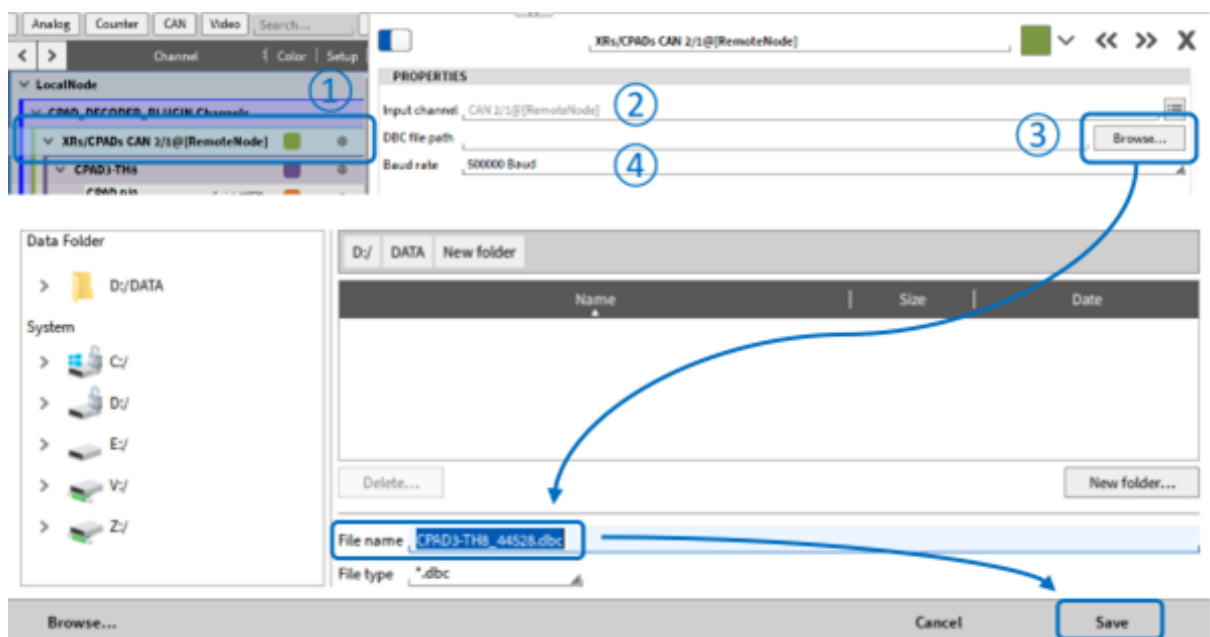 Analog Counter CAN Video Search...
XRs/CPADs CAN 2/1@[RemoteNode]
Channel Color Setup
PROPERTIES
LocalNode
①
Input channel CAN 2/1@[RemoteNode]
②
CPAD_DECODER_PLUGIN Channels
DBC file path
③
Browse...
XRs/CPADs CAN 2/1@[RemoteNode]
Baud rate 500000 Baud
④
CPAD3-TH8
Data Folder
D:/ DATA New folder
D:/DATA
Name Size Date
System
C:/
D:/
E:/
V:/
Z:/
Delete...
New folder...
File name CPAD3-TH8_44528.dbc
File type *.dbc
Browse...
Cancel
Save